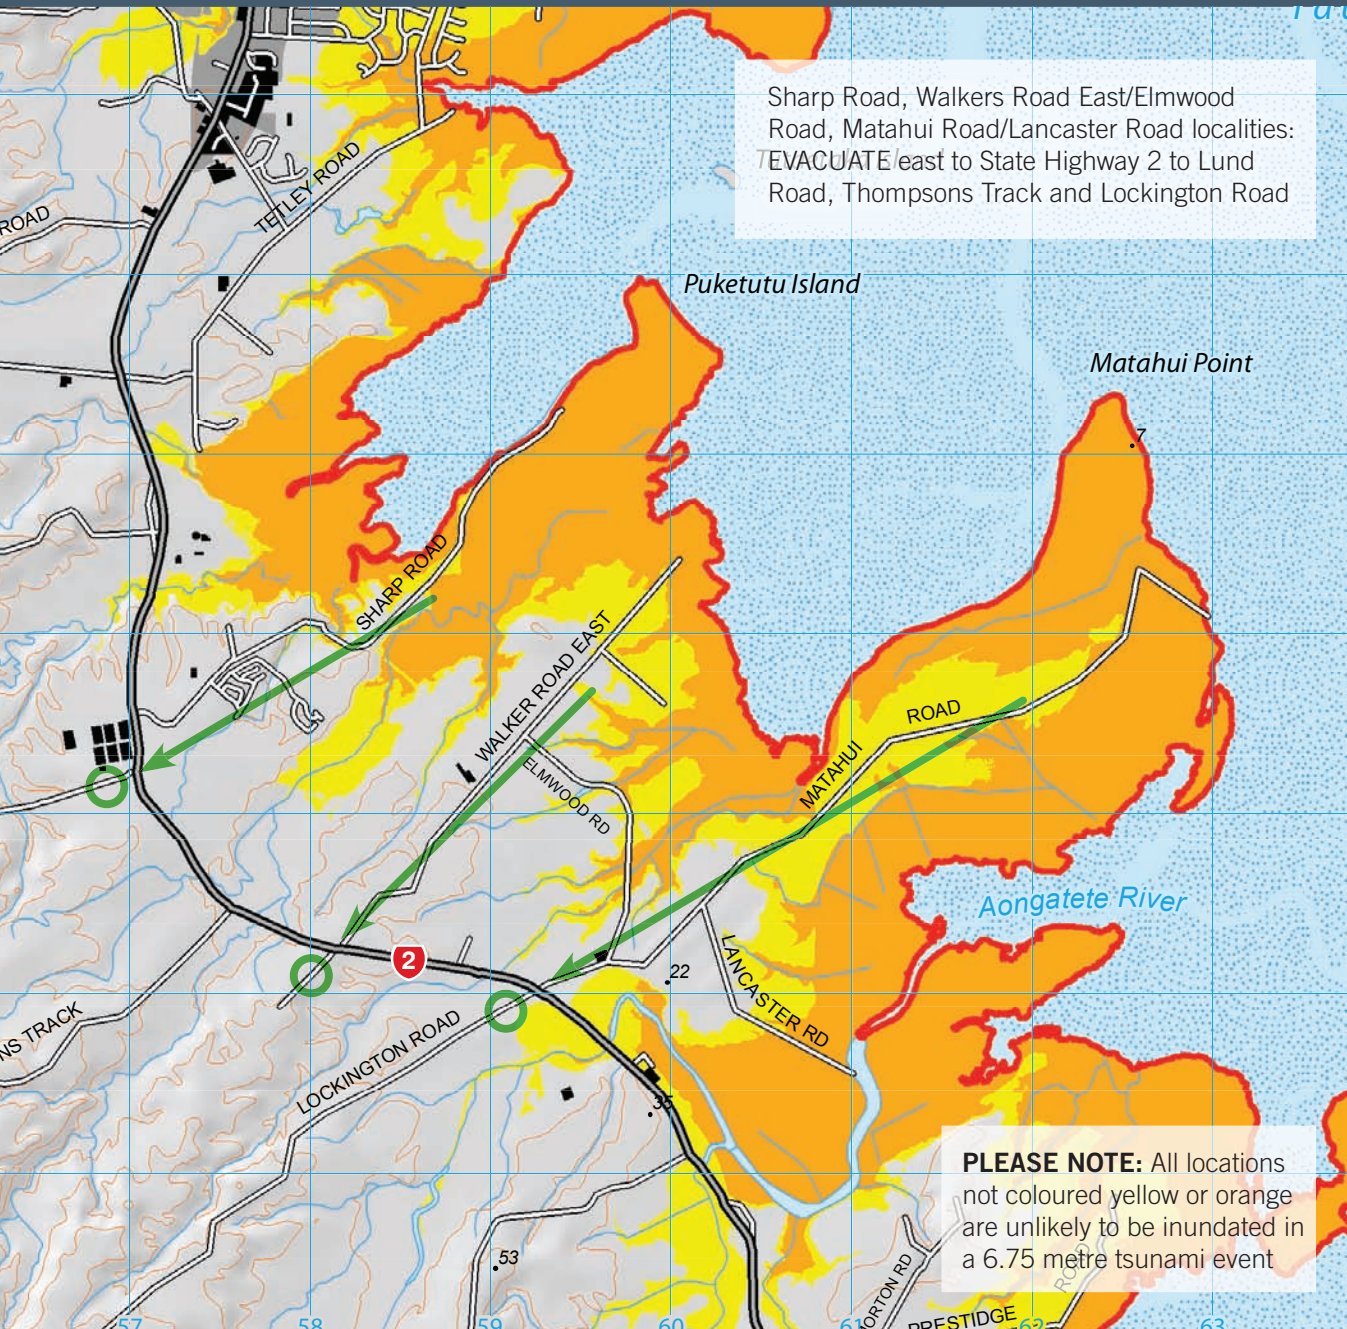 Sharp Road, Walkers Road East/Elmwood
Road, Matahui Road/Lancaster Road localities:
EVACUATE east to State Highway 2 to Lund
Road, Thompsons Track and Lockington Road
TETLEY ROAD
ROAD
Puketutu Island
Matahui Point
7
SHARP ROAD
WALKER ROAD EAST
ELMWOOD RD
MATAHUI
ROAD
Aongatete River
2
22
LANCASTER RD
NS TRACK
LOCKINGTON ROAD
35
53
PLEASE NOTE: All locations
not coloured yellow or orange
are unlikely to be inundated in
a 6.75 metre tsunami event
ORTON RD
ROAD
PRESTIDGE
57
58
59
60
61
62
63